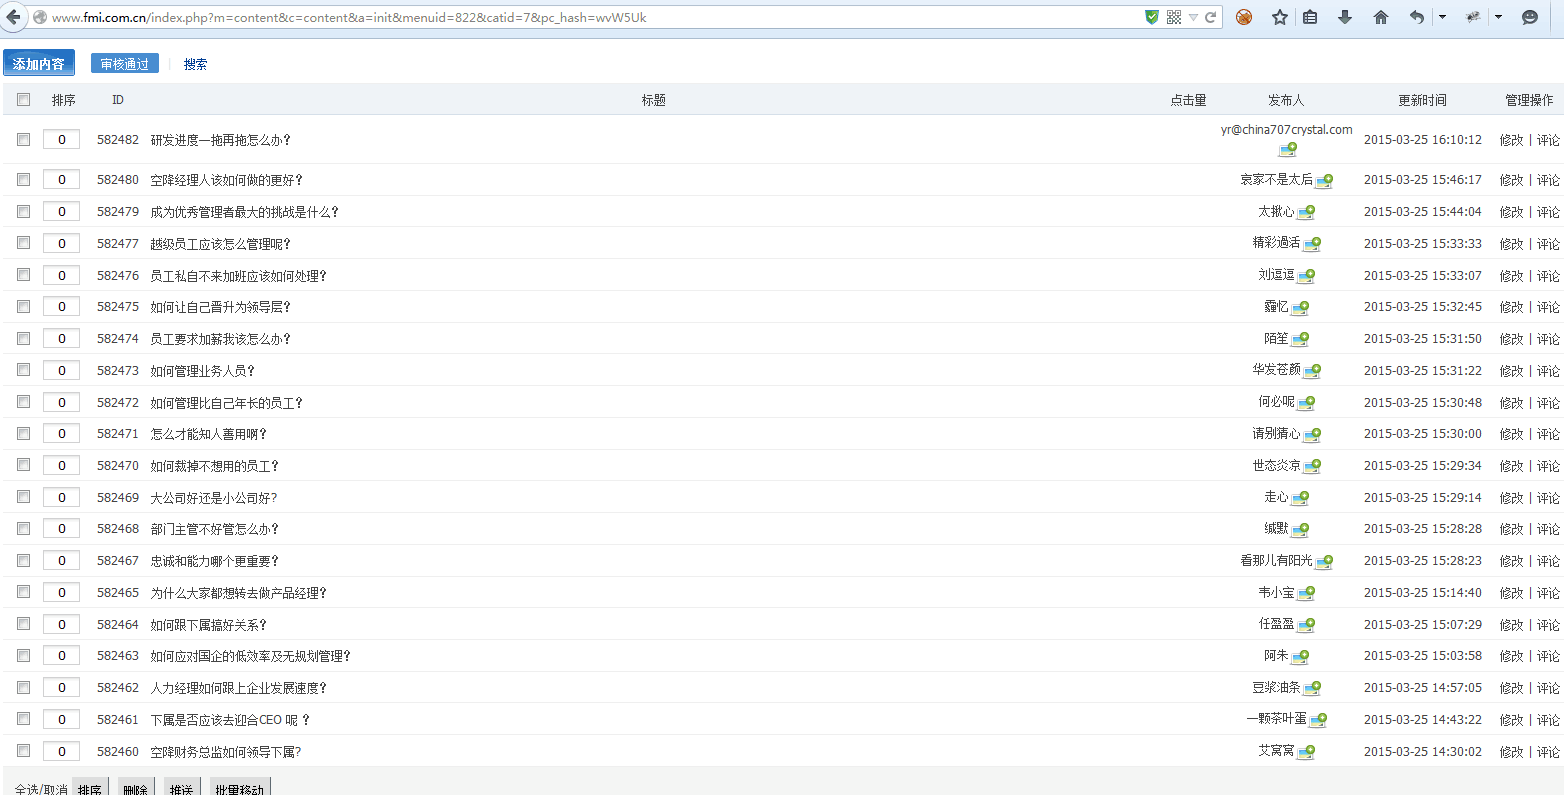 www.fmi.com.cn/index.php?m=content&c=content&a=init&menuid=822&catid=7&pc_hash=wvW5Uk
添加内容 审核通过 搜索
排序 ID 标题 点击量 发布人 更新时间 管理操作
0 582482 研发进度一拖再拖怎么办？ yr@china707crystal.com 2015-03-25 16:10:12 修改 | 评论
0 582480 空降经理人该如何做的更好？ 哀家不是太后 2015-03-25 15:46:17 修改 | 评论
0 582479 成为优秀管理者最大的挑战是什么？ 太揪心 2015-03-25 15:44:04 修改 | 评论
0 582477 越级员工应该怎么管理呢？ 精彩過活 2015-03-25 15:33:33 修改 | 评论
0 582476 员工私自不来加班应该如何处理？ 刘逗逗 2015-03-25 15:33:07 修改 | 评论
0 582475 如何让自己晋升为领导层？ 霾忆 2015-03-25 15:32:45 修改 | 评论
0 582474 员工要求加薪我该怎么办？ 陌笙 2015-03-25 15:31:50 修改 | 评论
0 582473 如何管理业务人员？ 华发苍颜 2015-03-25 15:31:22 修改 | 评论
0 582472 如何管理比自己年长的员工？ 何必呢 2015-03-25 15:30:48 修改 | 评论
0 582471 怎么才能知人善用啊？ 请别猜心 2015-03-25 15:30:00 修改 | 评论
0 582470 如何裁掉不想用的员工？ 世态炎凉 2015-03-25 15:29:34 修改 | 评论
0 582469 大公司好还是小公司好? 走心 2015-03-25 15:29:14 修改 | 评论
0 582468 部门主管不好管怎么办？ 缄默 2015-03-25 15:28:28 修改 | 评论
0 582467 忠诚和能力哪个更重要？ 看那儿有阳光 2015-03-25 15:28:23 修改 | 评论
0 582465 为什么大家都想转去做产品经理？ 韦小宝 2015-03-25 15:14:40 修改 | 评论
0 582464 如何跟下属搞好关系？ 任盈盈 2015-03-25 15:07:29 修改 | 评论
0 582463 如何应对国企的低效率及无规划管理？ 阿朱 2015-03-25 15:03:58 修改 | 评论
0 582462 人力经理如何跟上企业发展速度？ 豆浆油条 2015-03-25 14:57:05 修改 | 评论
0 582461 下属是否应该去迎合CEO 呢 ？ 一颗茶叶蛋 2015-03-25 14:43:22 修改 | 评论
0 582460 空降财务总监如何领导下属? 艾窝窝 2015-03-25 14:30:02 修改 | 评论
全选/取消 排序 删除 推送 批量移动